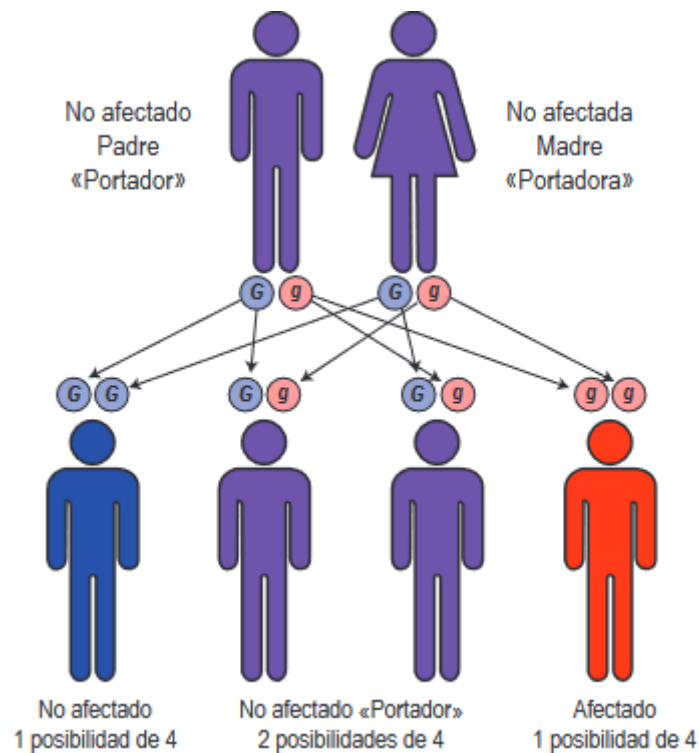 No afectado
Padre
«Portador»
No afectada
Madre
«Portadora»
G g G g
G G G g G g g g
No afectado
1 posibilidad de 4
No afectado «Portador»
2 posibilidades de 4
Afectado
1 posibilidad de 4